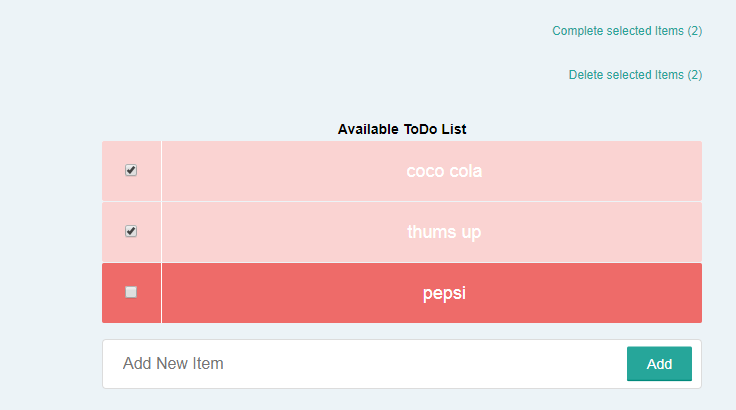 Complete selected Items (2)
Delete selected Items (2)
Available ToDo List
coco cola
thums up
pepsi
Add New Item
Add